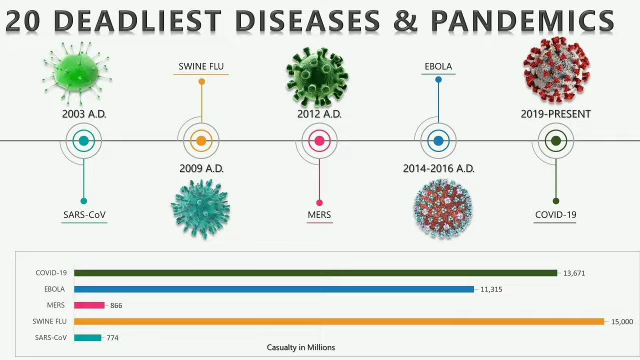 20 DEADLIEST DISEASES & PANDEMICS
SWINE FLU
EBOLA
2003 A.D.
2012 A.D.
2019-PRESENT
2009 A.D.
2014-2016 A.D.
SARS-CoV
MERS
COVID-19
COVID-19 13,671
EBOLA 11,315
MERS 866
SWINE FLU 15,000
SARS-CoV 774
Casualty in Millions